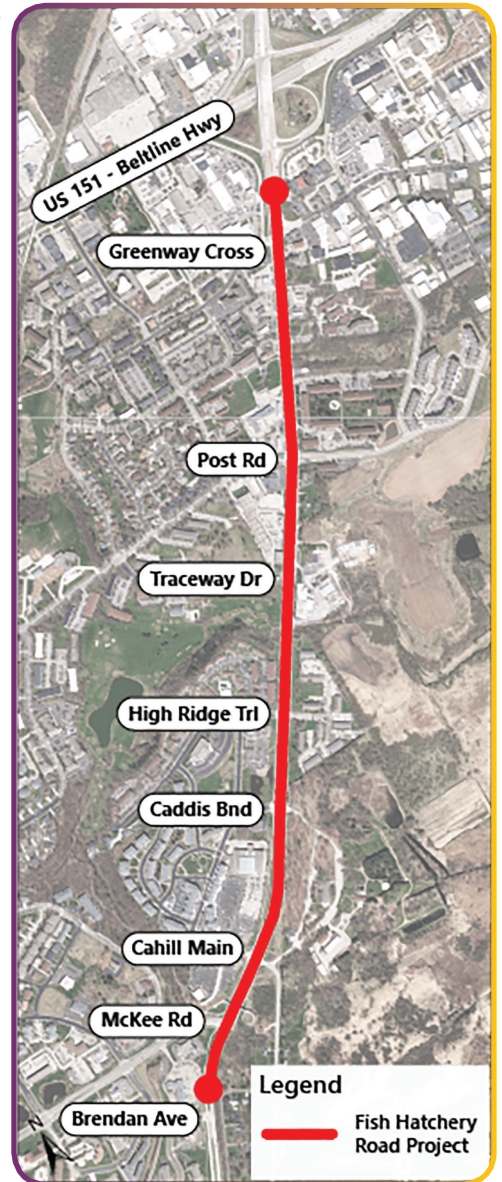 US 151 - Beltline Hwy
Greenway Cross
Post Rd
Traceway Dr
High Ridge Trl
Caddis Bnd
Cahill Main
McKee Rd
Brendan Ave
N
Legend
Fish Hatchery
Road Project